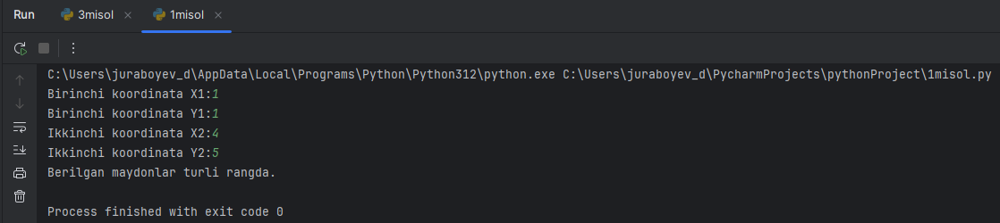 Run 3misol 1misol
C:\Users\juraboyev_d\AppData\Local\Programs\Python\Python312\python.exe C:\Users\juraboyev_d\PycharmProjects\pythonProject\1misol.py
Birinchi koordinata X1:1
Birinchi koordinata Y1:1
Ikkinchi koordinata X2:4
Ikkinchi koordinata Y2:5
Berilgan maydonlar turli rangda.
Process finished with exit code 0